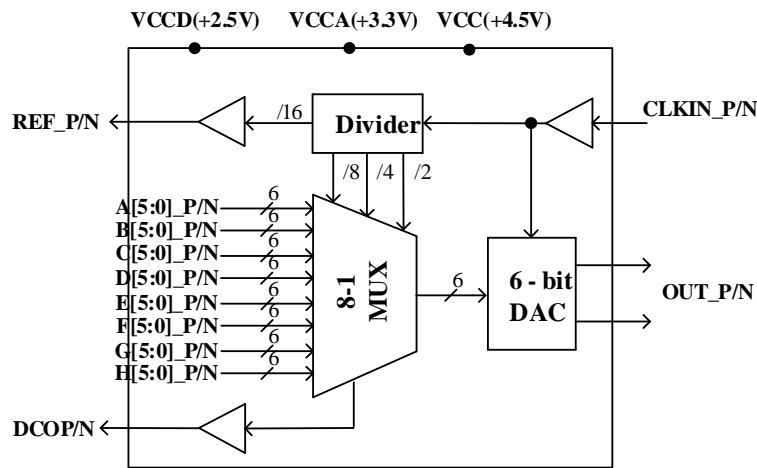 VCCD(+2.5V) VCCA(+3.3V) VCC(+4.5V)
REF_P/N
/16
Divider
CLKIN_P/N
/8
/4
/2
A[5:0]_P/N
6
B[5:0]_P/N
6
C[5:0]_P/N
6
D[5:0]_P/N
6
E[5:0]_P/N
6
F[5:0]_P/N
6
G[5:0]_P/N
6
H[5:0]_P/N
6
8-1
MUX
6
6 - bit
DAC
OUT_P/N
DCOP/N